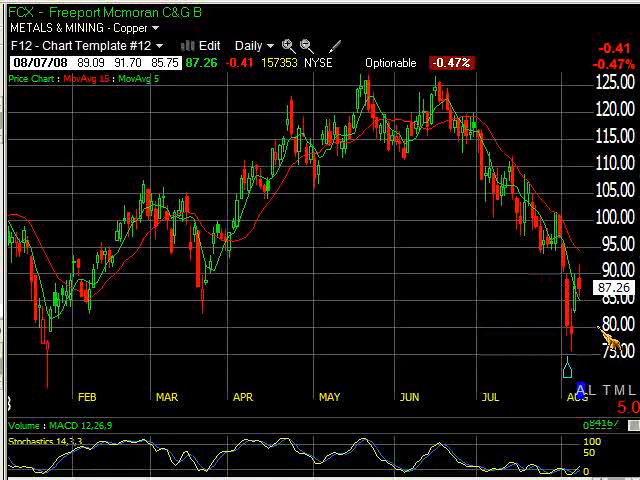 FCX - Freeport Mcmoran C&G B
METALS & MINING - Copper
F12 - Chart Template #12 Edit Daily
-0.41
08/07/08 89.09 91.70 85.75 87.26 -0.41 157353 NYSE Optionable -0.47%
-0.47%
Price Chart : MovAvg 15 : MovAvg 5
125.00
120.00
115.00
110.00
105.00
100.00
95.00
90.00
87.26
85.00
80.00
75.00
FEB MAR APR MAY JUN JUL AUG
A L T M L
5.0
Volume : MACD 12,26,9
Stochastics 14,3,3
100
50
0